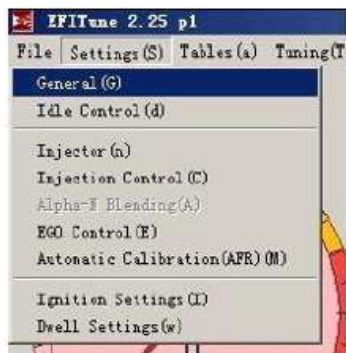 EFITune 2.25 p1
File Settings(S) Tables(a) Tuning(T
General(G)
Idle Control(d)
Injector(n)
Injection Control(C)
Alpha-N Blending(A)
EGO Control(E)
Automatic Calibration(AFR)(M)
Ignition Settings(I)
Dwell Settings(w)